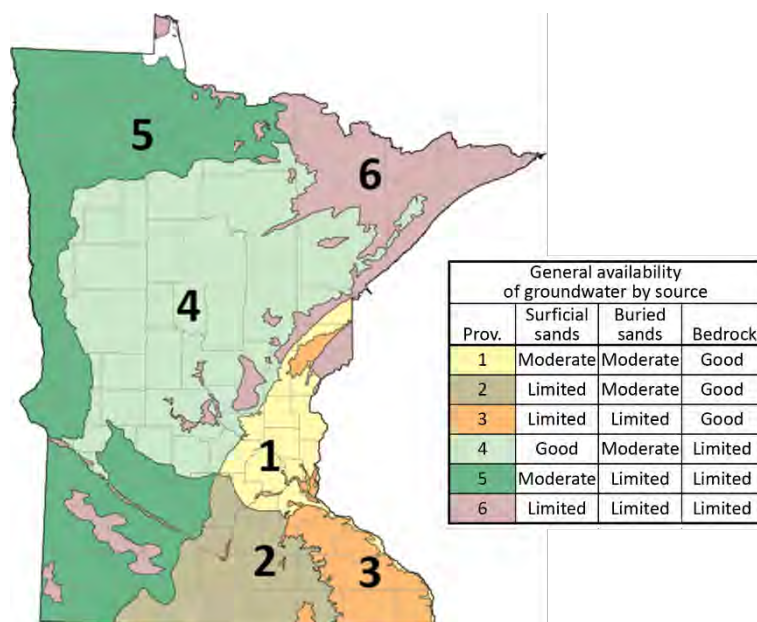 5
6
4
1
2
3
General availability
of groundwater by source
Prov. Surficial sands Buried sands Bedrock
1 Moderate Moderate Good
2 Limited Moderate Good
3 Limited Limited Good
4 Good Moderate Limited
5 Moderate Limited Limited
6 Limited Limited Limited